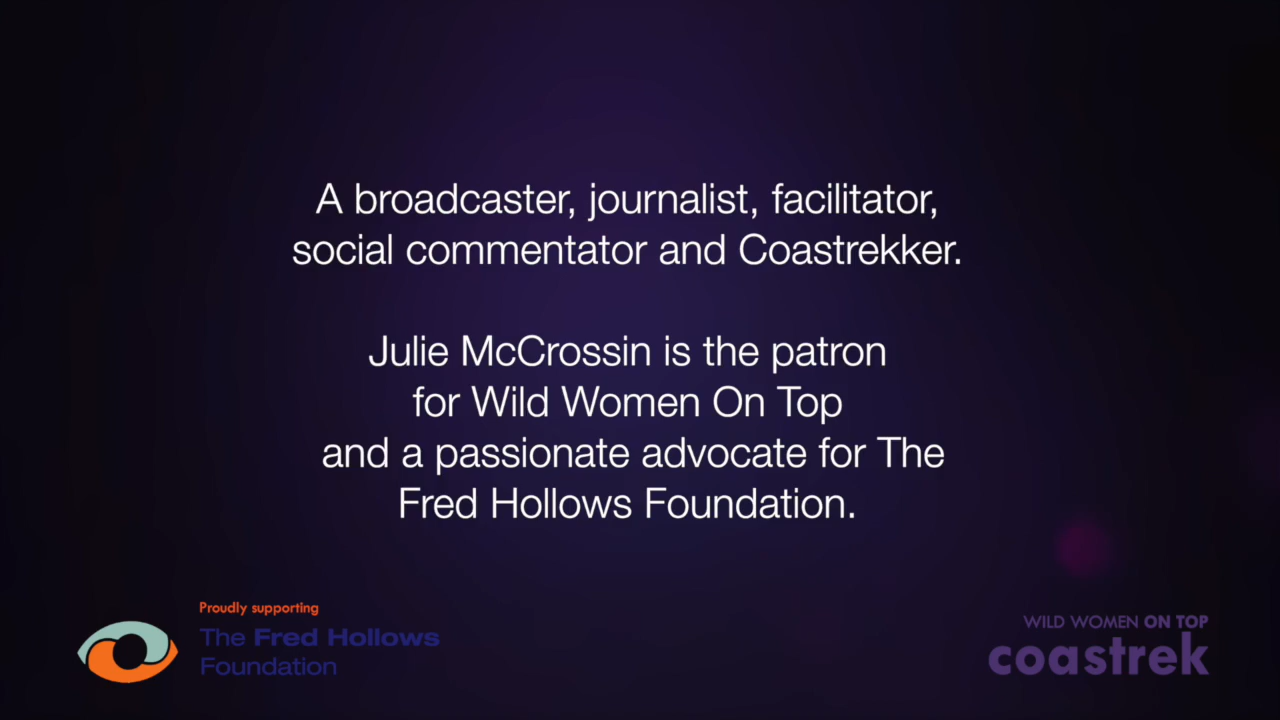 A broadcaster, journalist, facilitator,
social commentator and Coastrekker.
Julie McCrossin is the patron
for Wild Women On Top
and a passionate advocate for The
Fred Hollows Foundation.
Proudly supporting
The Fred Hollows
Foundation
WILD WOMEN ON TOP
coastrek